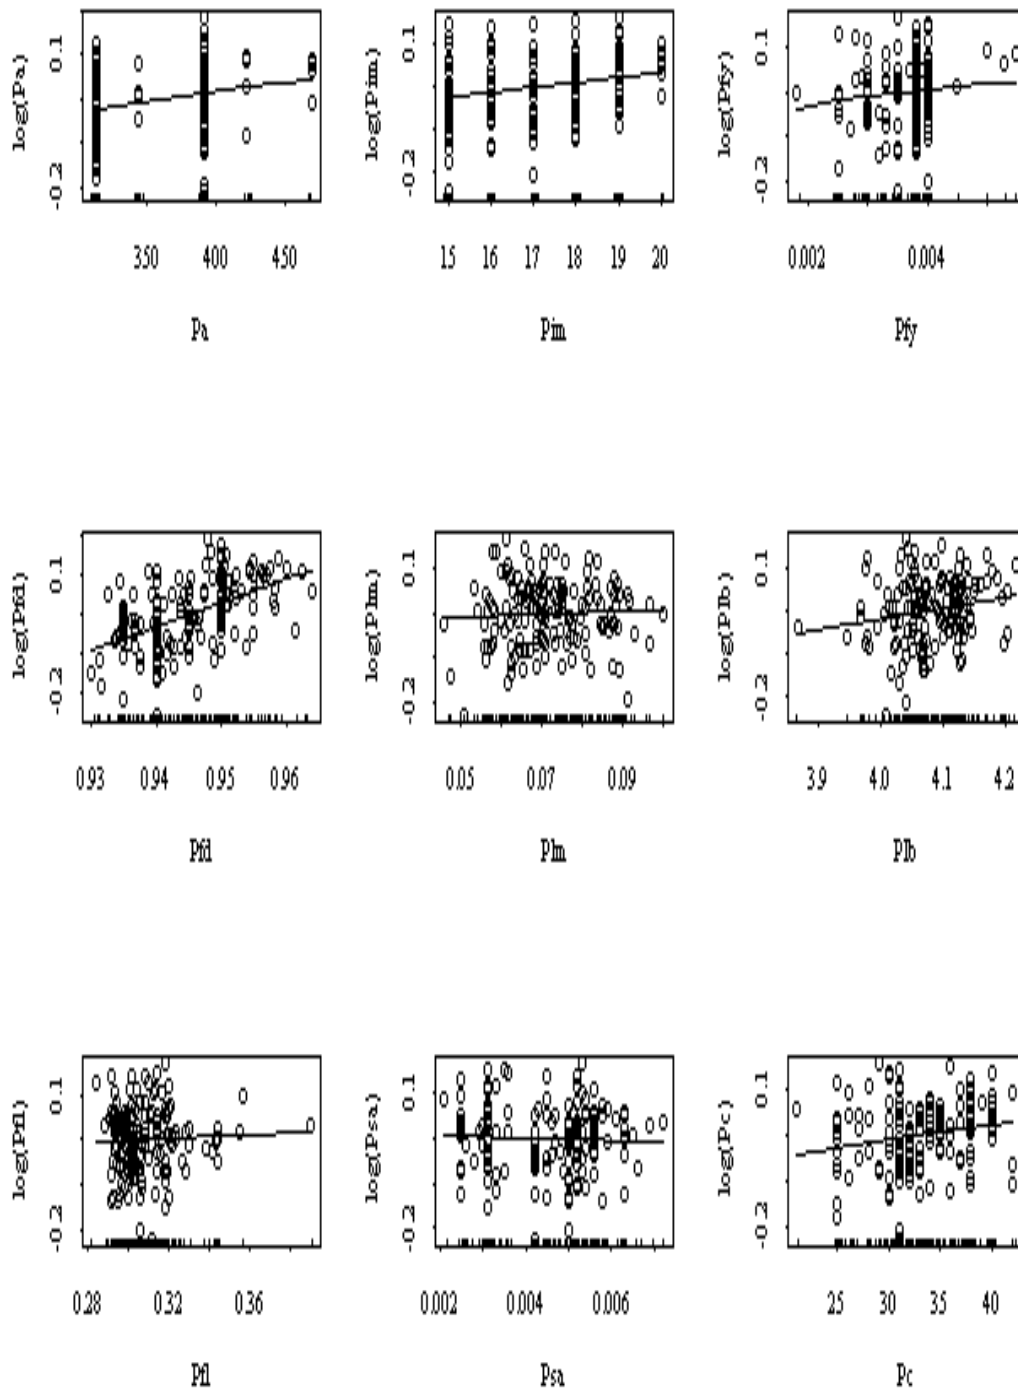 log(Pa)
0.1
-0.2
350 400 450
Pa
log(Pim)
0.1
-0.2
15 16 17 18 19 20
Pim
log(Pfy)
0.1
-0.2
0.002 0.004
Pfy
log(Pfd)
0.1
-0.2
0.93 0.94 0.95 0.96
Pfd
log(Plm)
0.1
-0.2
0.05 0.07 0.09
Plm
log(Plb)
0.1
-0.2
3.9 4.0 4.1 4.2
Plb
log(Pfl)
0.1
-0.2
0.28 0.32 0.36
Pfl
log(Psa)
0.1
-0.2
0.002 0.004 0.006
Psa
log(Pc)
0.1
-0.2
25 30 35 40
Pc